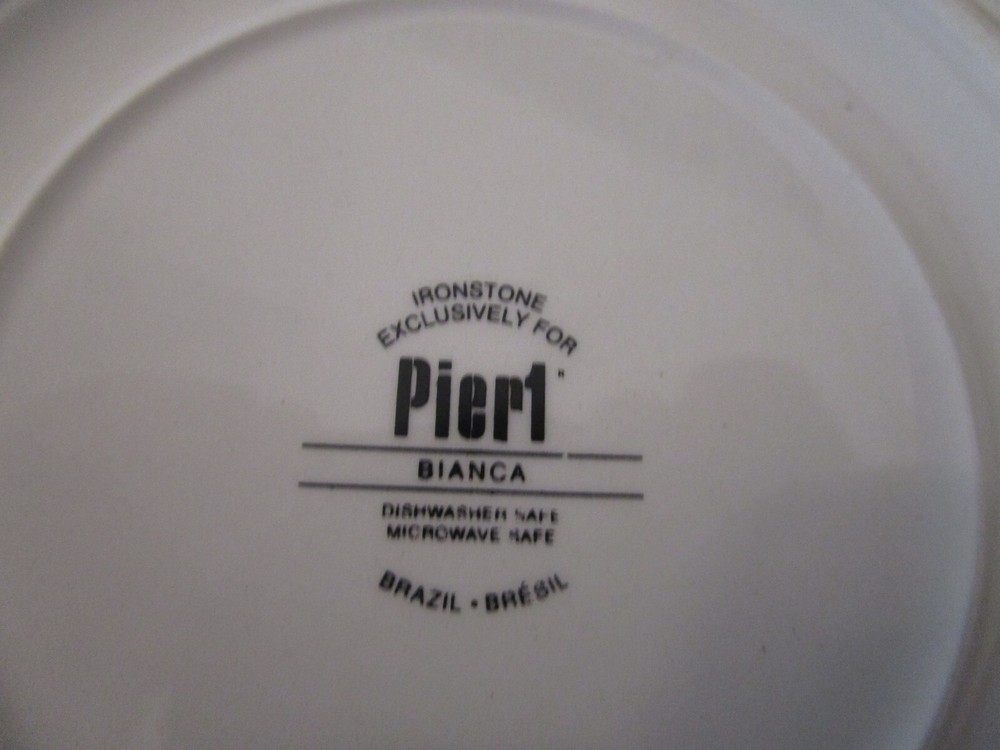 IRONSTONE
EXCLUSIVELY FOR
Pier1
BIANCA
DISHWASHER SAFE
MICROWAVE SAFE
BRAZIL • BRÉSIL